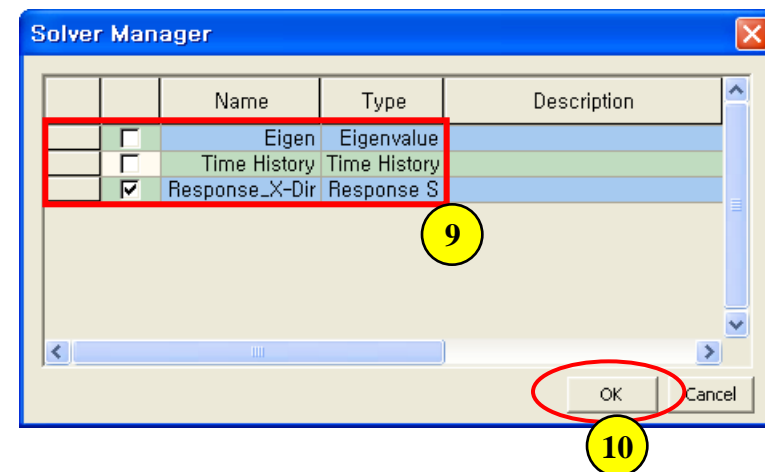 Solver Manager
Name Type Description
Eigen Eigenvalue
Time History Time History
Response_X-Dir Response S
9
OK Cancel
10